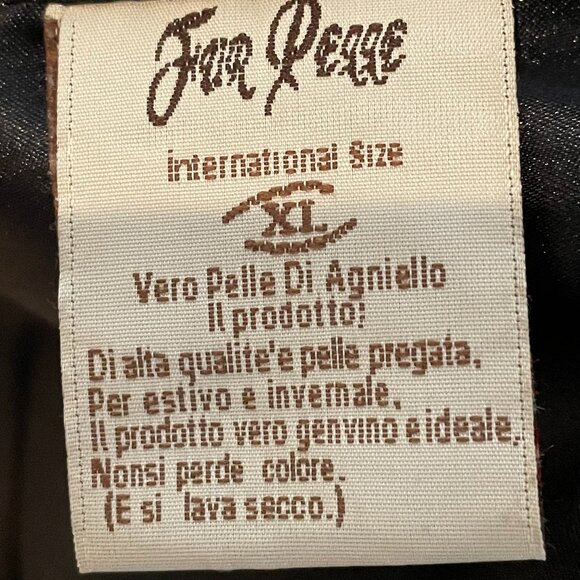 Fur Pelle
international Size
XL
Vero Pelle Di Agniello
Il prodotto:
Di alta qualite'e pelle pregata.
Per estivo e invernale.
Il prodotto vero genvino e ideale.
Nonsi perde colore.
(E si lava secco.)